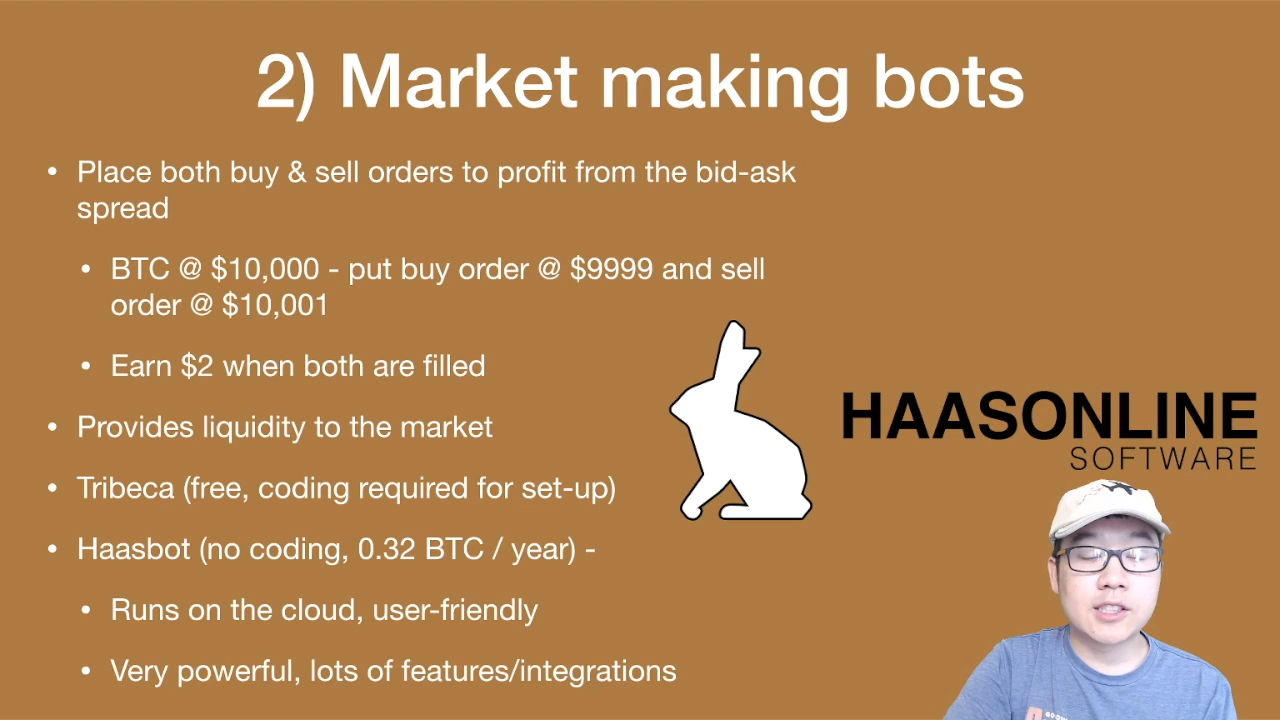 2) Market making bots
• Place both buy & sell orders to profit from the bid-ask
spread
• BTC @ $10,000 - put buy order @ $9999 and sell
order @ $10,001
• Earn $2 when both are filled
• Provides liquidity to the market
• Tribeca (free, coding required for set-up)
• Haasbot (no coding, 0.32 BTC / year) -
• Runs on the cloud, user-friendly
• Very powerful, lots of features/integrations
HAASONLINE
SOFTWARE